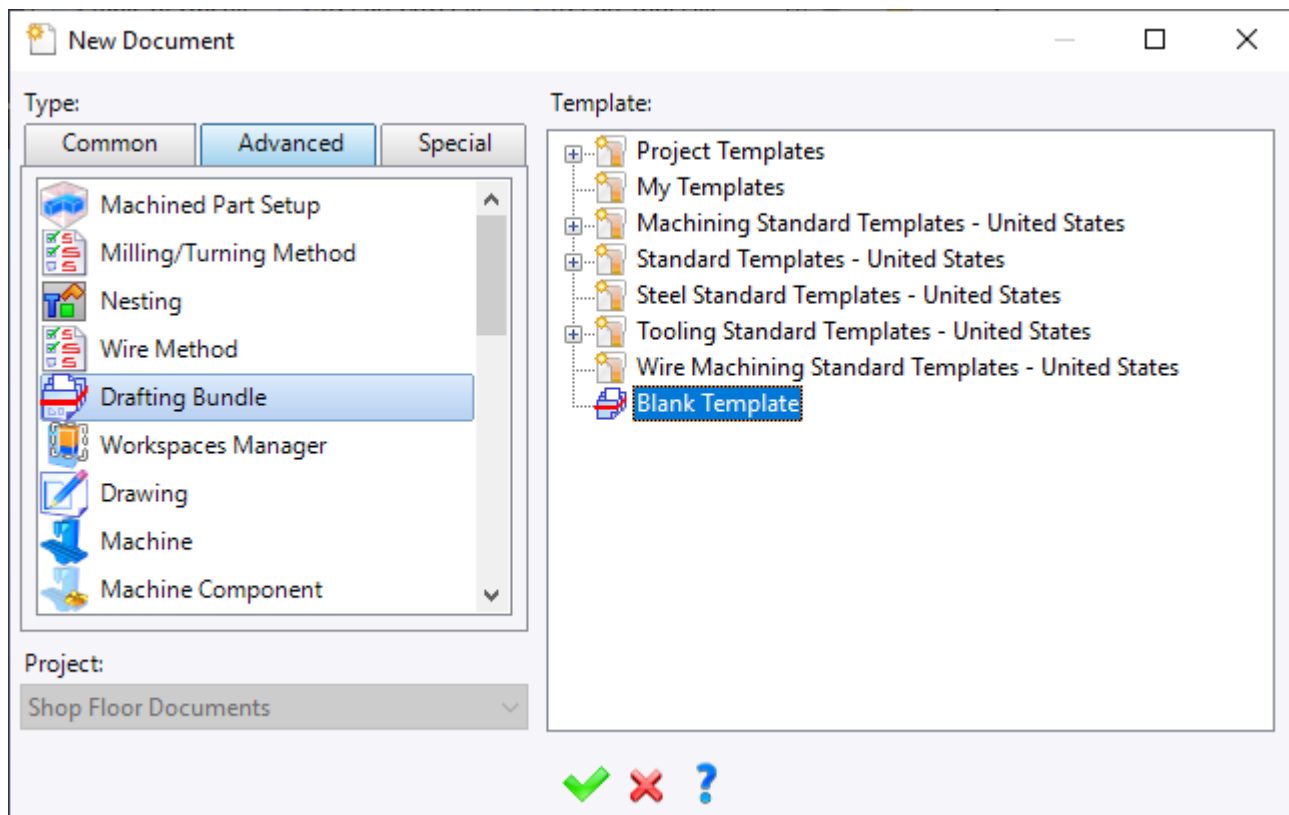 New Document
Type:
Common
Advanced
Special
Machined Part Setup
Milling/Turning Method
Nesting
Wire Method
Drafting Bundle
Workspaces Manager
Drawing
Machine
Machine Component
Project:
Shop Floor Documents
Template:
Project Templates
My Templates
Machining Standard Templates - United States
Standard Templates - United States
Steel Standard Templates - United States
Tooling Standard Templates - United States
Wire Machining Standard Templates - United States
Blank Template